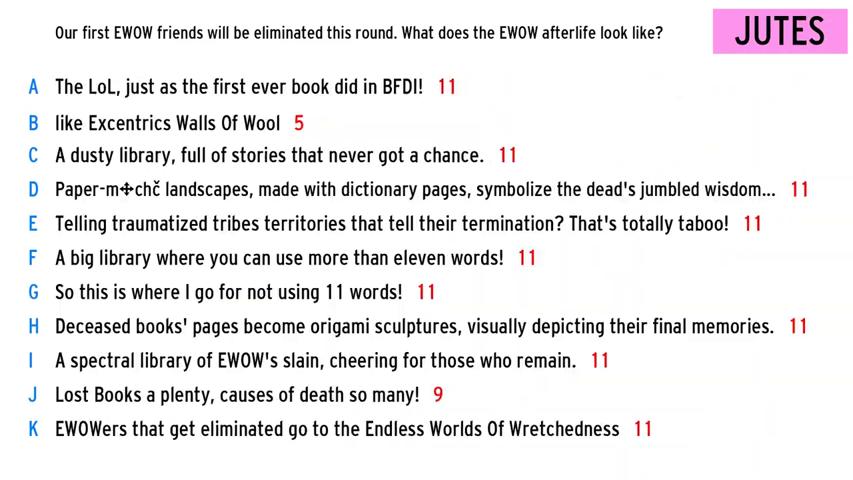 Our first EWOW friends will be eliminated this round. What does the EWOW afterlife look like?
JUTES
A The LoL, just as the first ever book did in BFDI! 11
B like Excentrics Walls Of Wool 5
C A dusty library, full of stories that never got a chance. 11
D Paper-m✢chč landscapes, made with dictionary pages, symbolize the dead's jumbled wisdom... 11
E Telling traumatized tribes territories that tell their termination? That's totally taboo! 11
F A big library where you can use more than eleven words! 11
G So this is where I go for not using 11 words! 11
H Deceased books' pages become origami sculptures, visually depicting their final memories. 11
I A spectral library of EWOW's slain, cheering for those who remain. 11
J Lost Books a plenty, causes of death so many! 9
K EWOWers that get eliminated go to the Endless Worlds Of Wretchedness 11